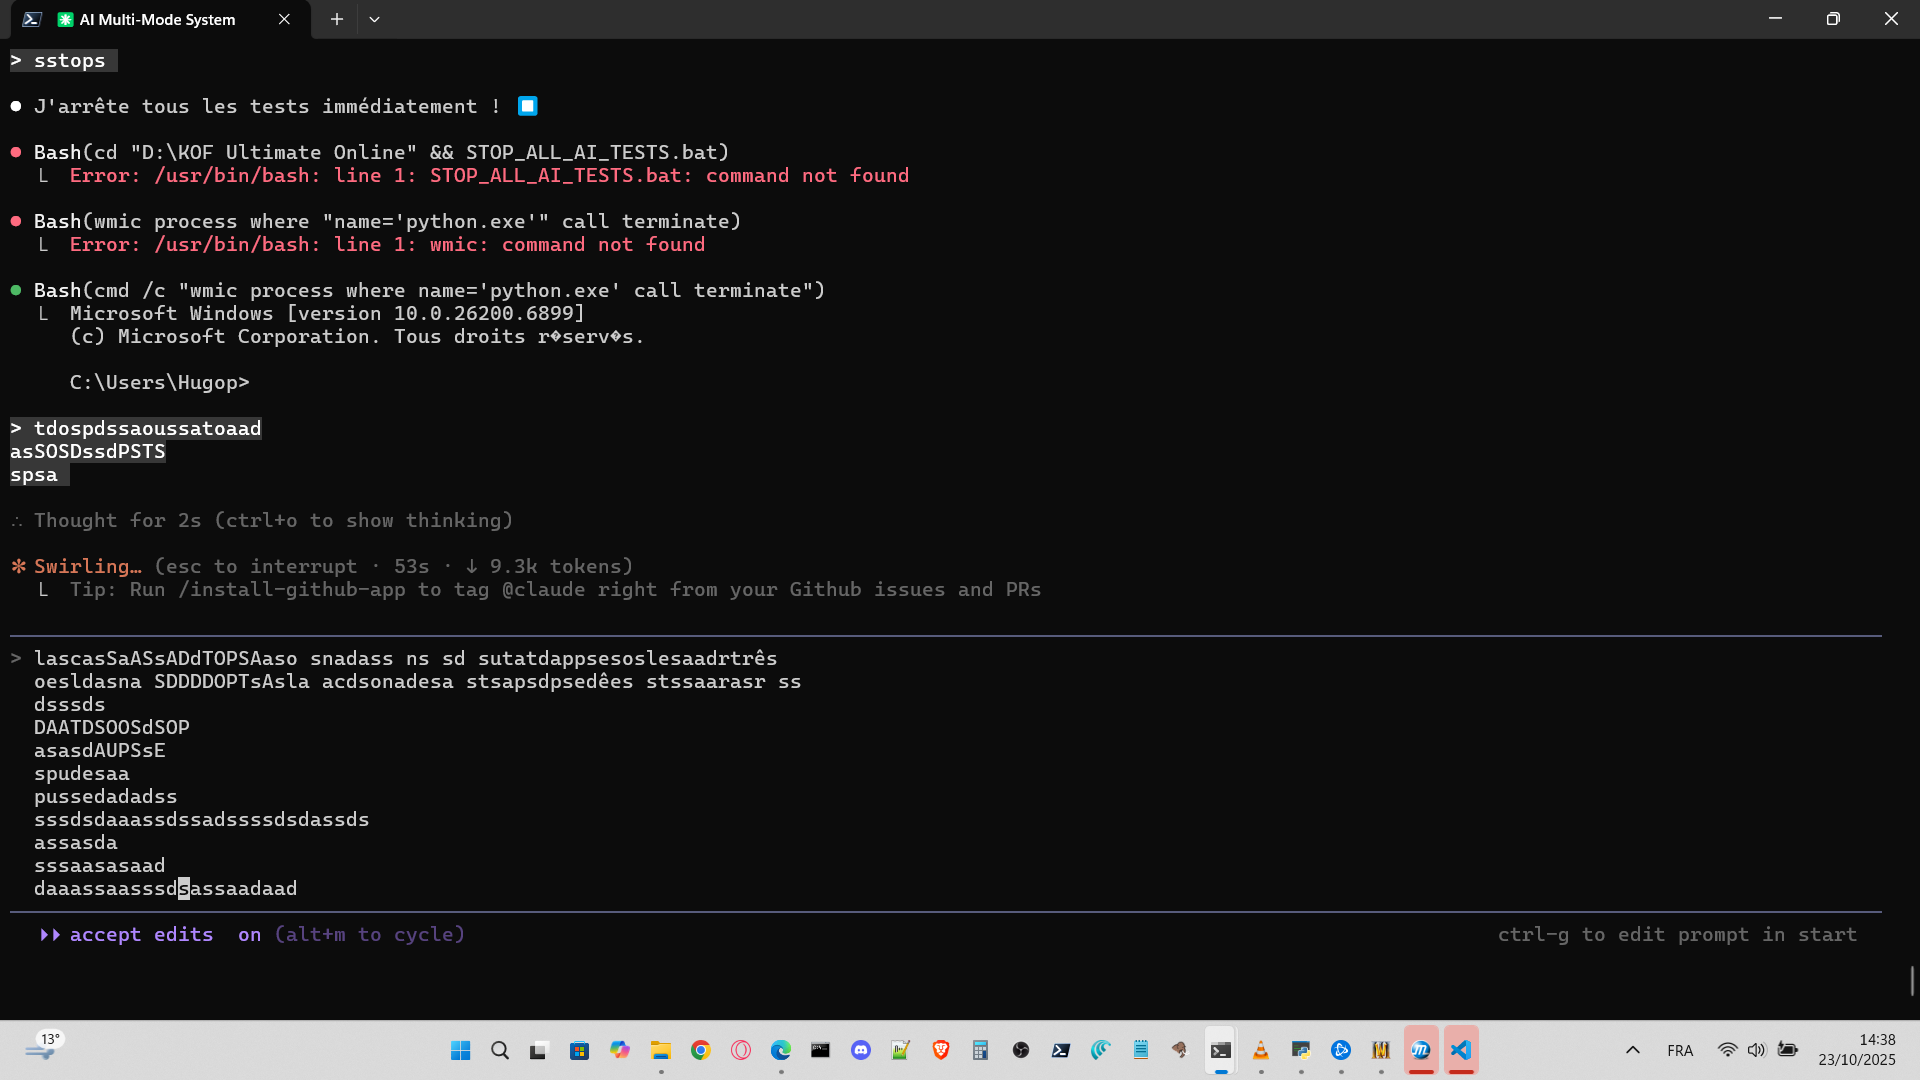 AI Multi-Mode System
> sstops
● J'arrête tous les tests immédiatement !
● Bash(cd "D:\KOF Ultimate Online" && STOP_ALL_AI_TESTS.bat)
└ Error: /usr/bin/bash: line 1: STOP_ALL_AI_TESTS.bat: command not found
● Bash(wmic process where "name='python.exe'" call terminate)
└ Error: /usr/bin/bash: line 1: wmic: command not found
● Bash(cmd /c "wmic process where name='python.exe' call terminate")
└ Microsoft Windows [version 10.0.26200.6899]
(c) Microsoft Corporation. Tous droits r�serv�s.
C:\Users\Hugop>
> tdospdssaoussatoaad
asSOSDssdPSTS
spsa
∴ Thought for 2s (ctrl+o to show thinking)
✻ Swirling… (esc to interrupt · 53s · ↓ 9.3k tokens)
└ Tip: Run /install-github-app to tag @claude right from your Github issues and PRs
> lascasSaASsADdTOPSAaso snadass ns sd sutatdappsesoslesaadrtrês
oesldasna SDDDDOPTsAsla acdsonadesa stsapsdpsedêes stssaarasr ss
dsssds
DAATDSOOSdSOP
asasdAUPSsE
spudesaa
pussedadadss
sssdsdaaassdssadssssdsdassds
assasda
sssaasasaad
daaassaasssdsassaadaad
⏵⏵ accept edits on (alt+m to cycle)
ctrl-g to edit prompt in start
13°
FRA
14:38
23/10/2025